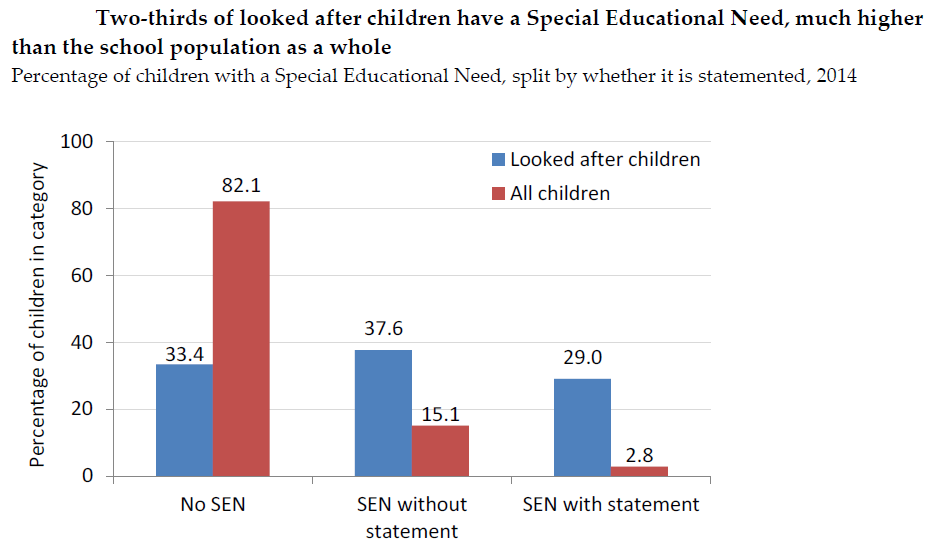 Two-thirds of looked after children have a Special Educational Need, much higher
than the school population as a whole
Percentage of children with a Special Educational Need, split by whether it is statemented, 2014
Percentage of children in category
100
80
60
40
20
0
Looked after children
All children
33.4
82.1
37.6
15.1
29.0
2.8
No SEN
SEN without
statement
SEN with statement